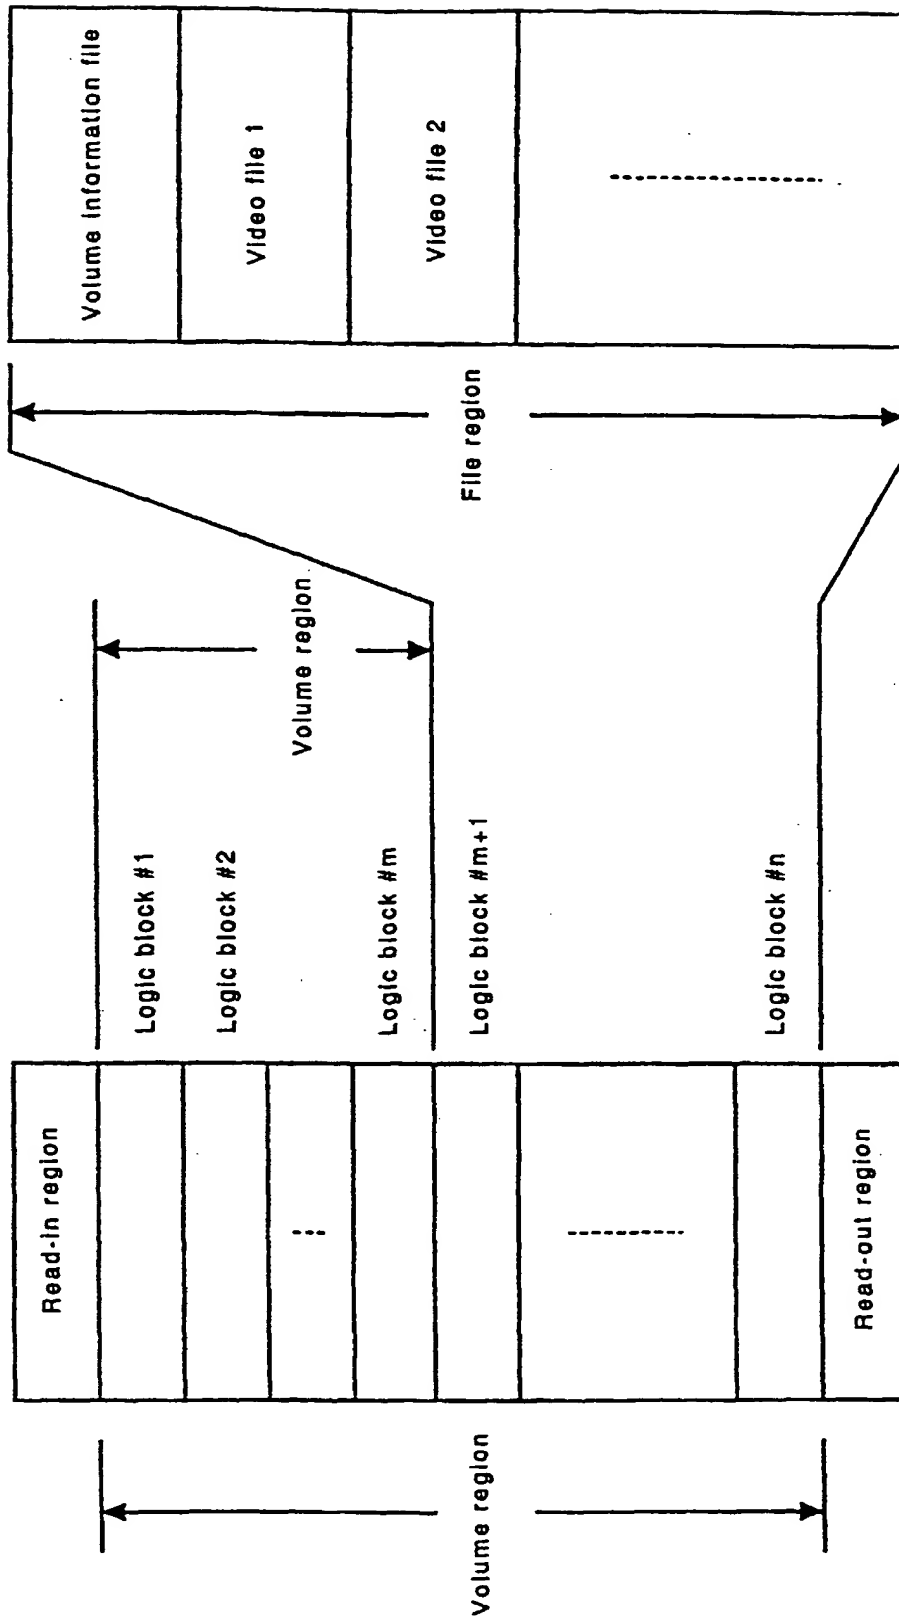 Volume region
Read-in region
Read-out region
Logic block #1
Logic block #2
Logic block #m
Logic block #m+1
Logic block #n
Volume region
File region
Volume information file
Video file 1
Video file 2